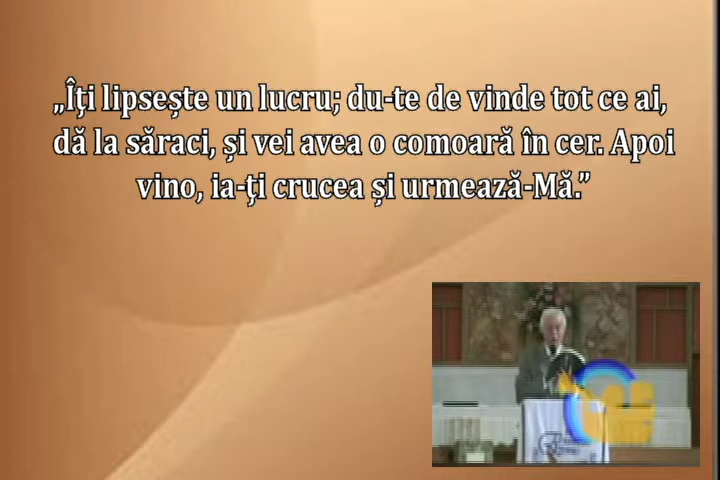 „Îți lipsește un lucru; du-te de vinde tot ce ai,
dă la săraci, și vei avea o comoară în cer. Apoi
vino, ia-ți crucea și urmează-Mă.”